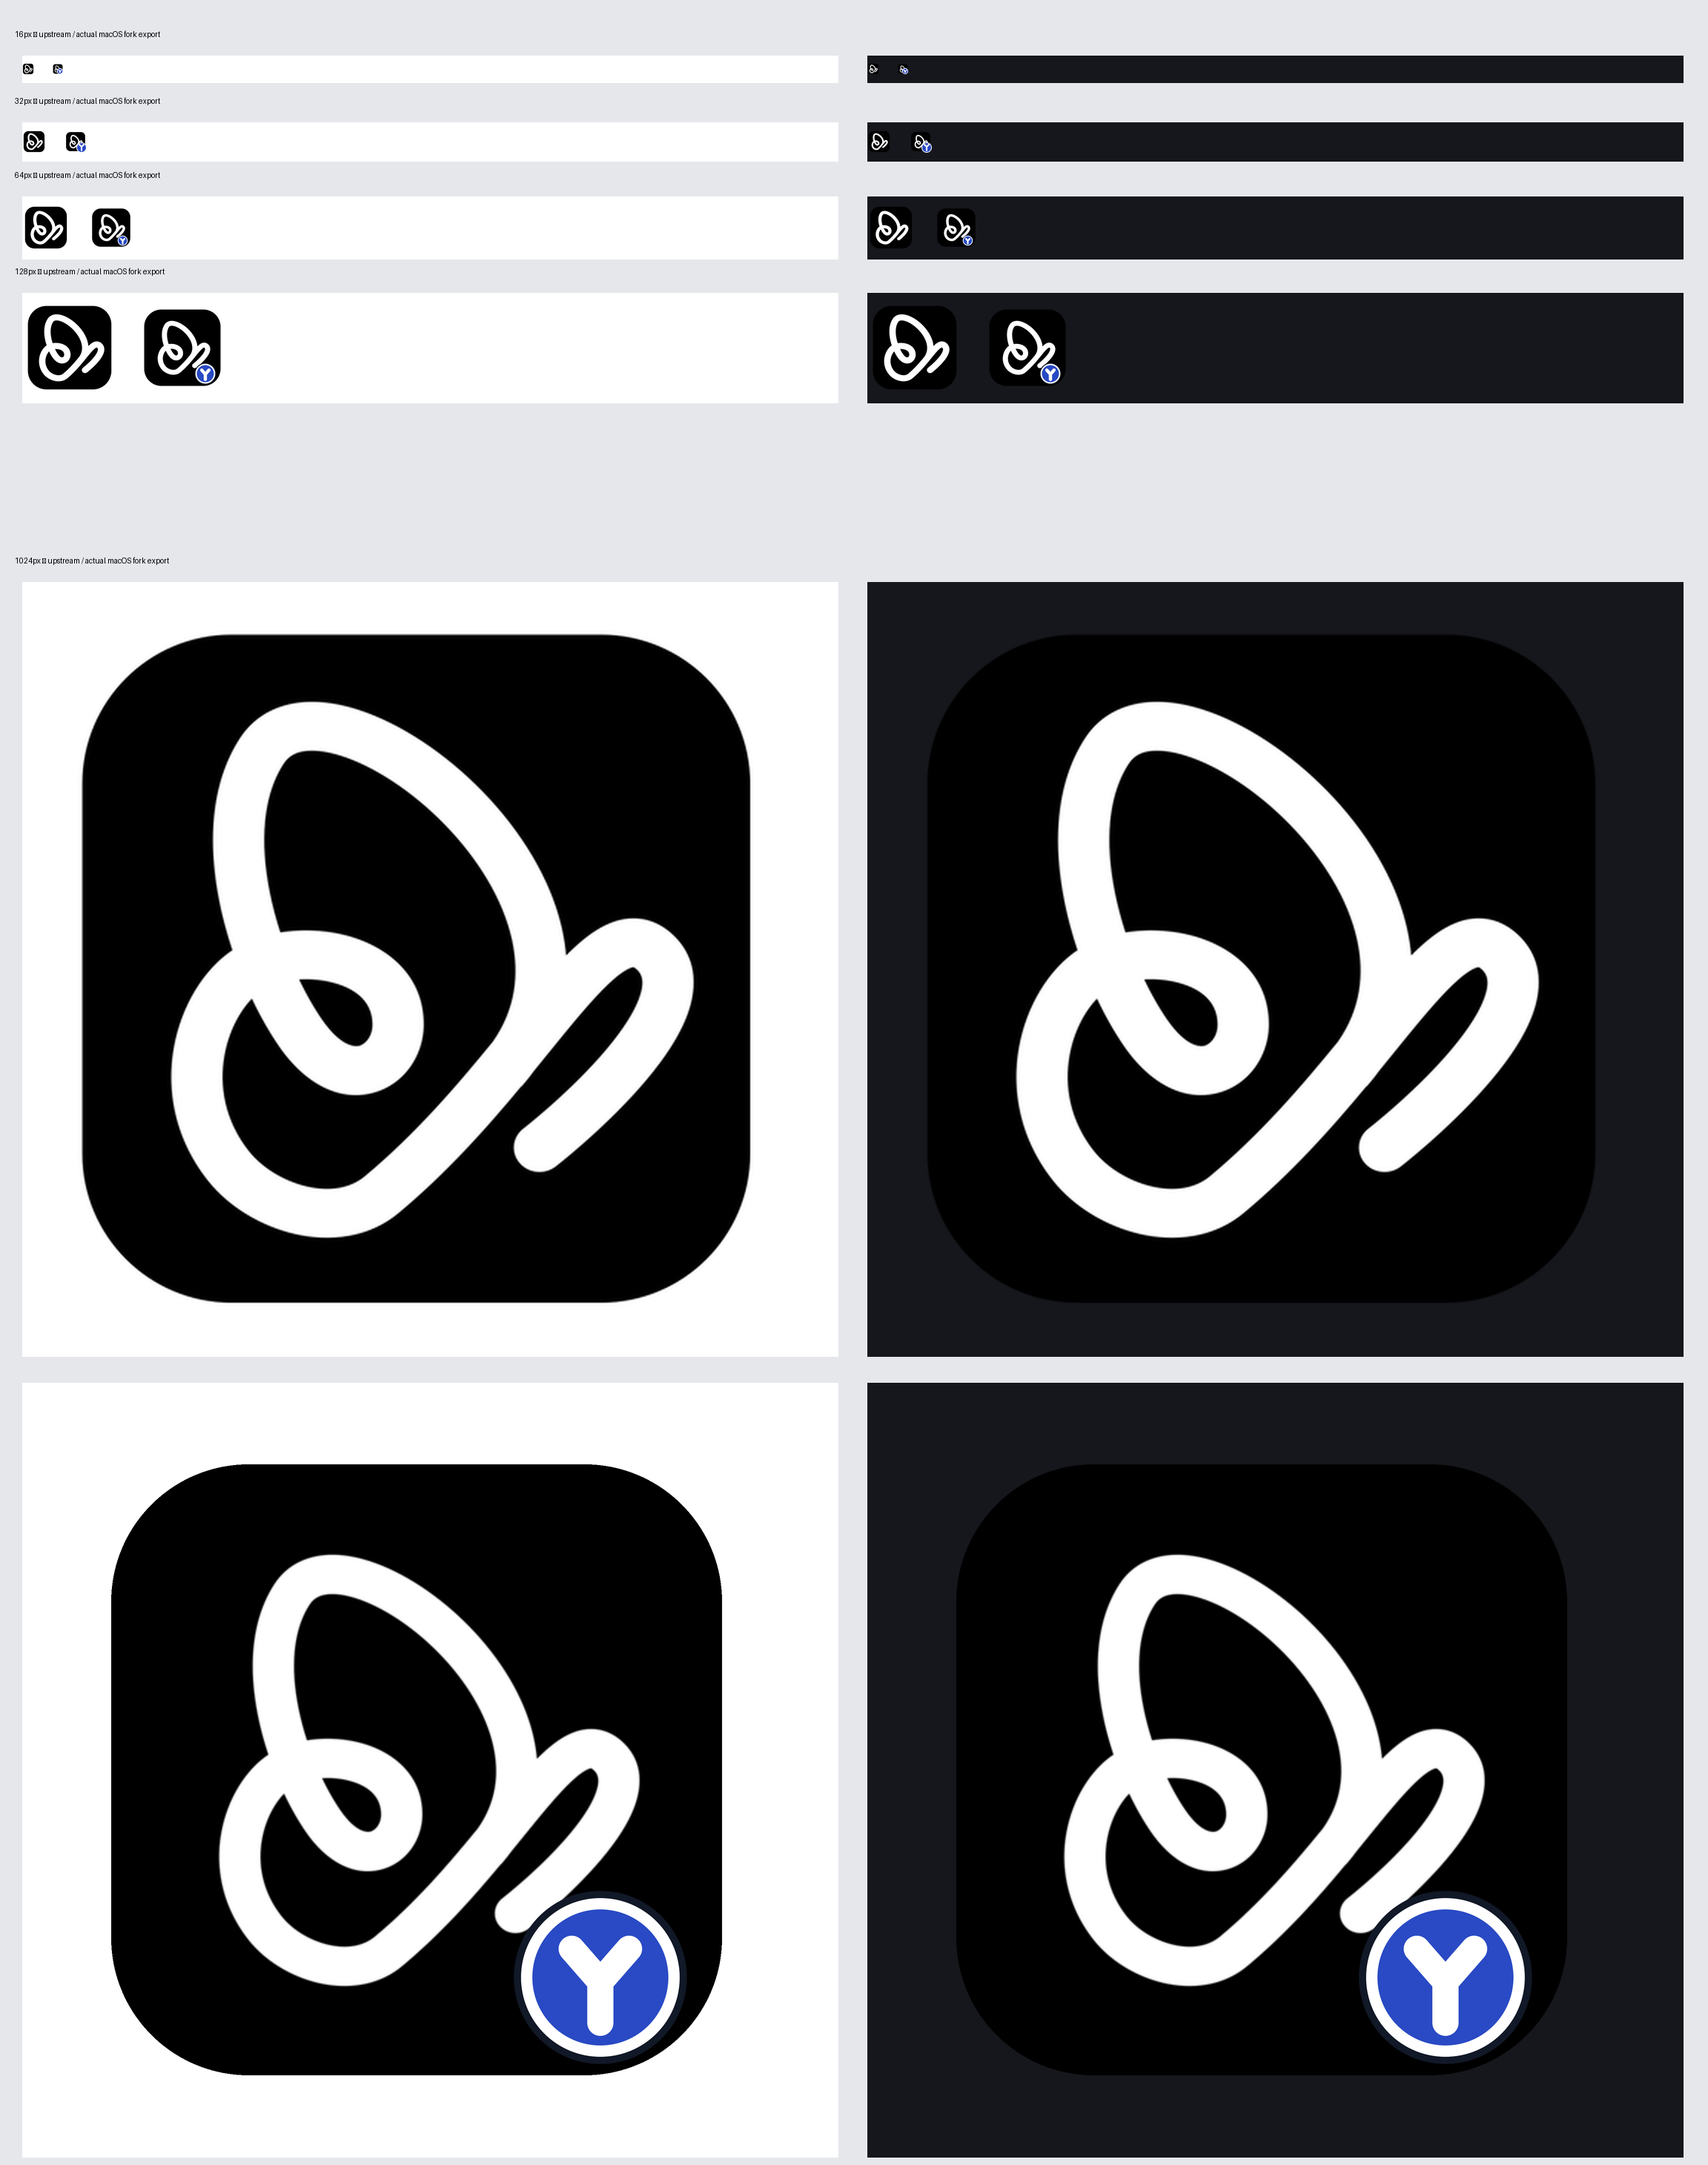 16px ☒ upstream / actual macOS fork export
32px ☒ upstream / actual macOS fork export
64px ☒ upstream / actual macOS fork export
128px ☒ upstream / actual macOS fork export
1024px ☒ upstream / actual macOS fork export
Y
Y